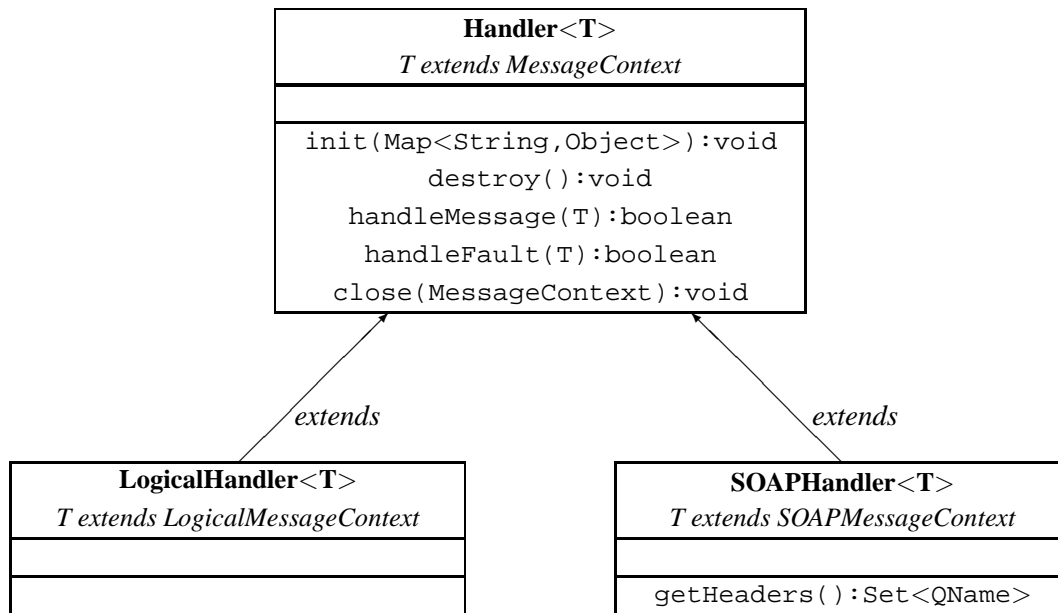 Handler<T>
T extends MessageContext
init(Map<String,Object>):void
destroy():void
handleMessage(T):boolean
handleFault(T):boolean
close(MessageContext):void
extends
extends
LogicalHandler<T>
T extends LogicalMessageContext
SOAPHandler<T>
T extends SOAPMessageContext
getHeaders():Set<QName>